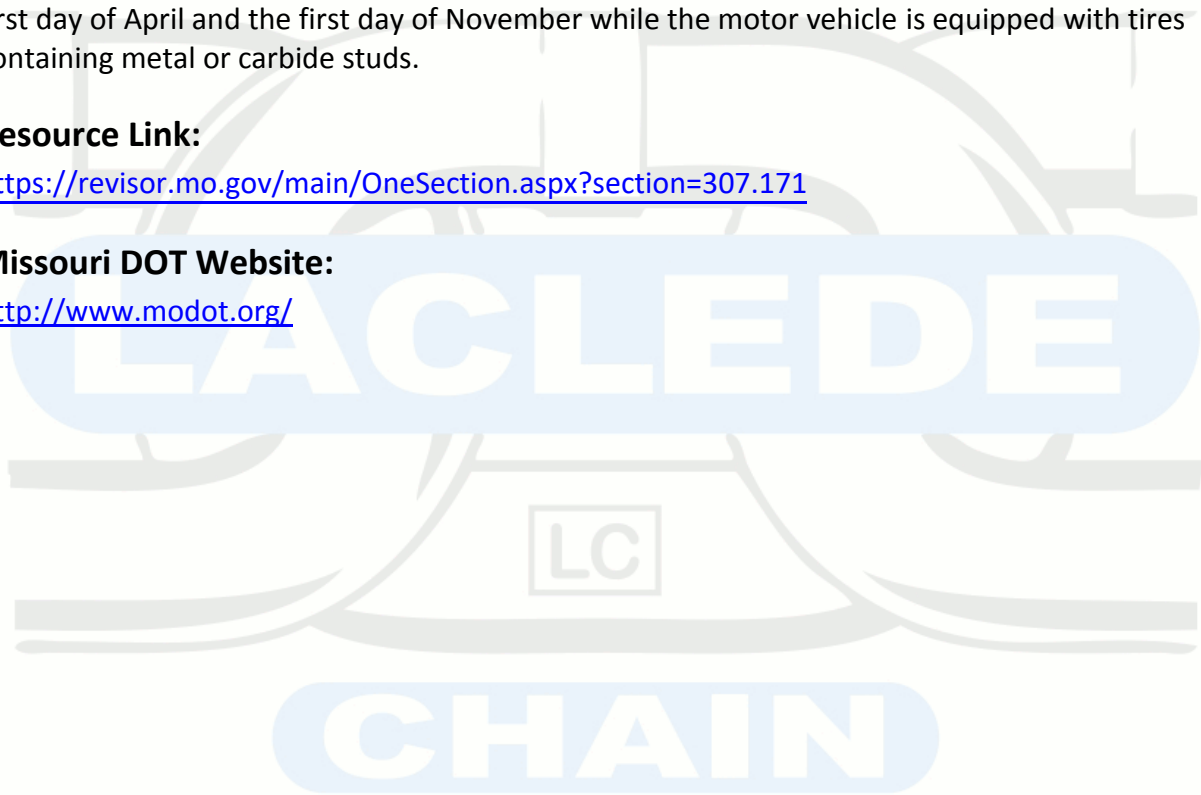 rst day of April and the first day of November while the motor vehicle is equipped with tires
ontaining metal or carbide studs.
esource Link:
ttps://revisor.mo.gov/main/OneSection.aspx?section=307.171
Missouri DOT Website:
ttp://www.modot.org/
LACLEDE
LC
CHAIN